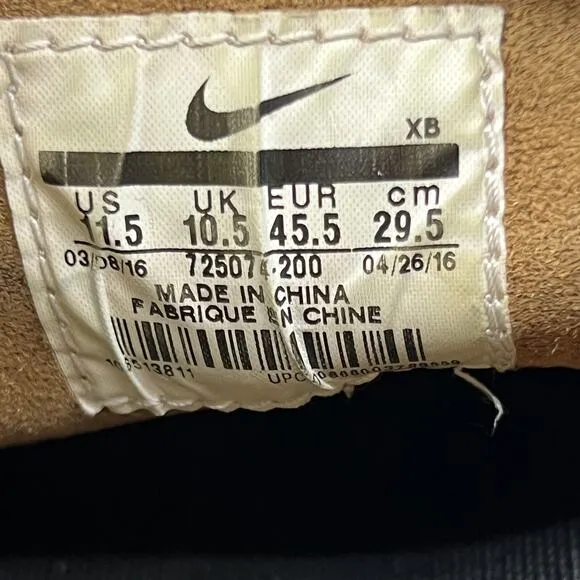 XB
US UK EUR cm
11.5 10.5 45.5 29.5
03/08/16 725074-200 04/26/16
MADE IN CHINA
FABRIQUE EN CHINE